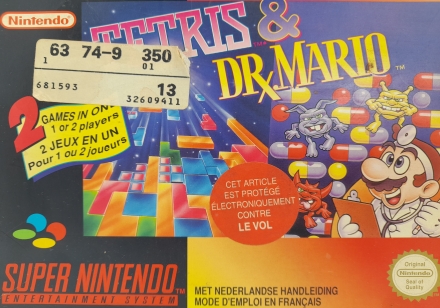 Nintendo
TETRIS &
DR. MARIO
TM
63 74-9 350
1 01
681593 13
32609411
2 GAMES IN ONE
1 or 2 players
2 JEUX EN UN
Pour 1 ou 2 joueurs
CET ARTICLE
EST PROTÉGÉ
ÉLECTRONIQUEMENT
CONTRE
LE VOL
SUPER NINTENDO
ENTERTAINMENT SYSTEM
MET NEDERLANDSE HANDLEIDING
MODE D'EMPLOI EN FRANÇAIS
Original
Nintendo
Seal of
Quality